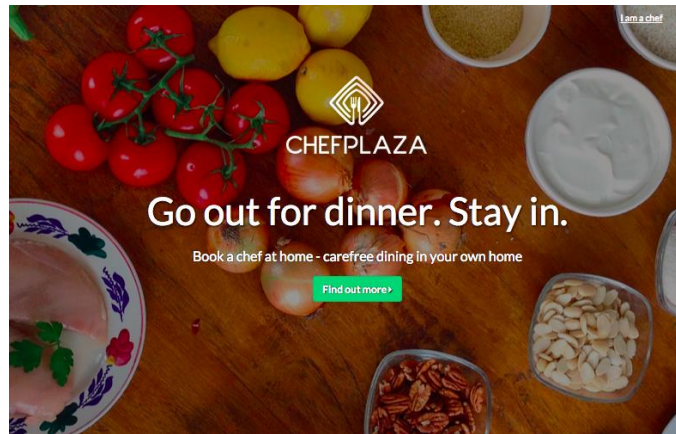 I am a chef
CHEFPLAZA
Go out for dinner. Stay in.
Book a chef at home - carefree dining in your own home
Find out more